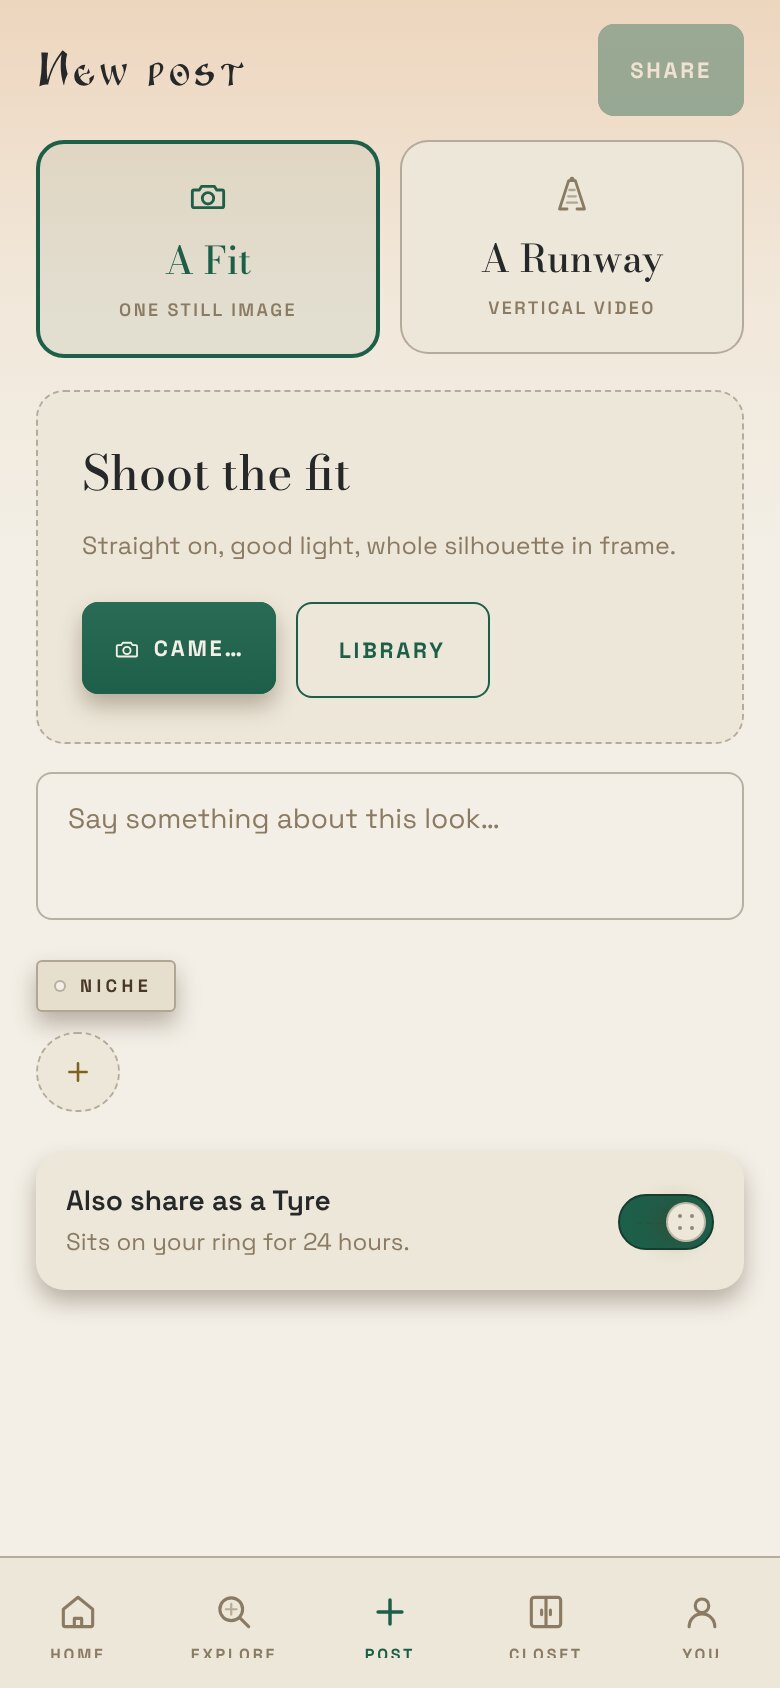 New post
SHARE
A Fit
ONE STILL IMAGE
A Runway
VERTICAL VIDEO
Shoot the fit
Straight on, good light, whole silhouette in frame.
CAME…
LIBRARY
Say something about this look…
NICHE
Also share as a Tyre
Sits on your ring for 24 hours.
HOME
EXPLORE
POST
CLOSET
YOU